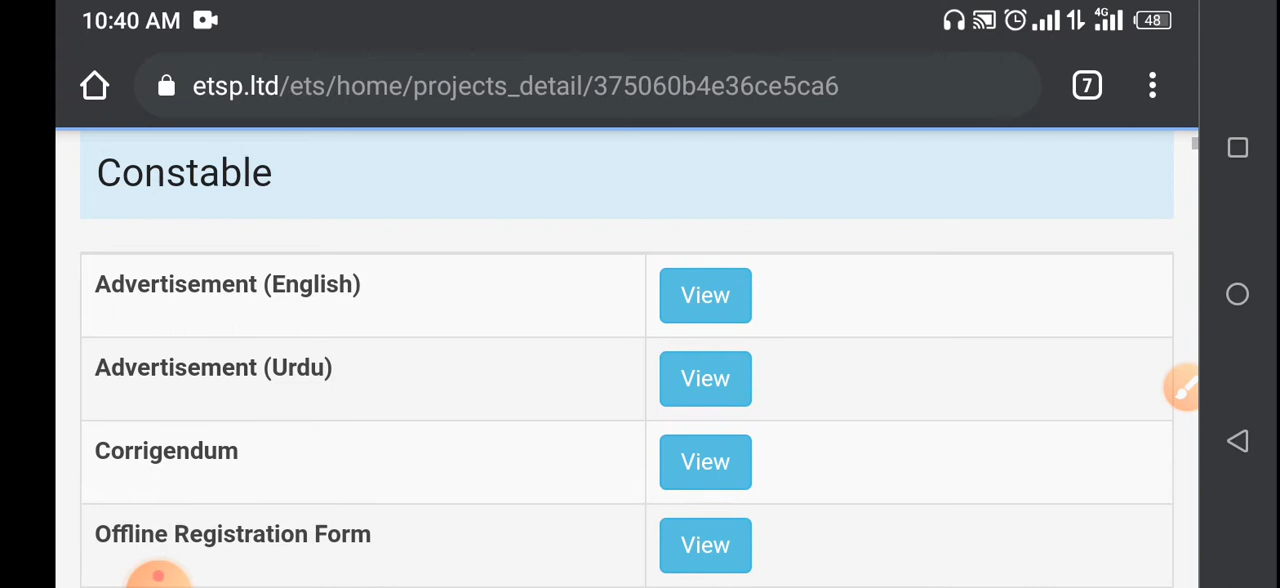 10:40 AM
4G
48
etsp.ltd/ets/home/projects_detail/375060b4e36ce5ca6
7
Constable
Advertisement (English)
View
Advertisement (Urdu)
View
Corrigendum
View
Offline Registration Form
View